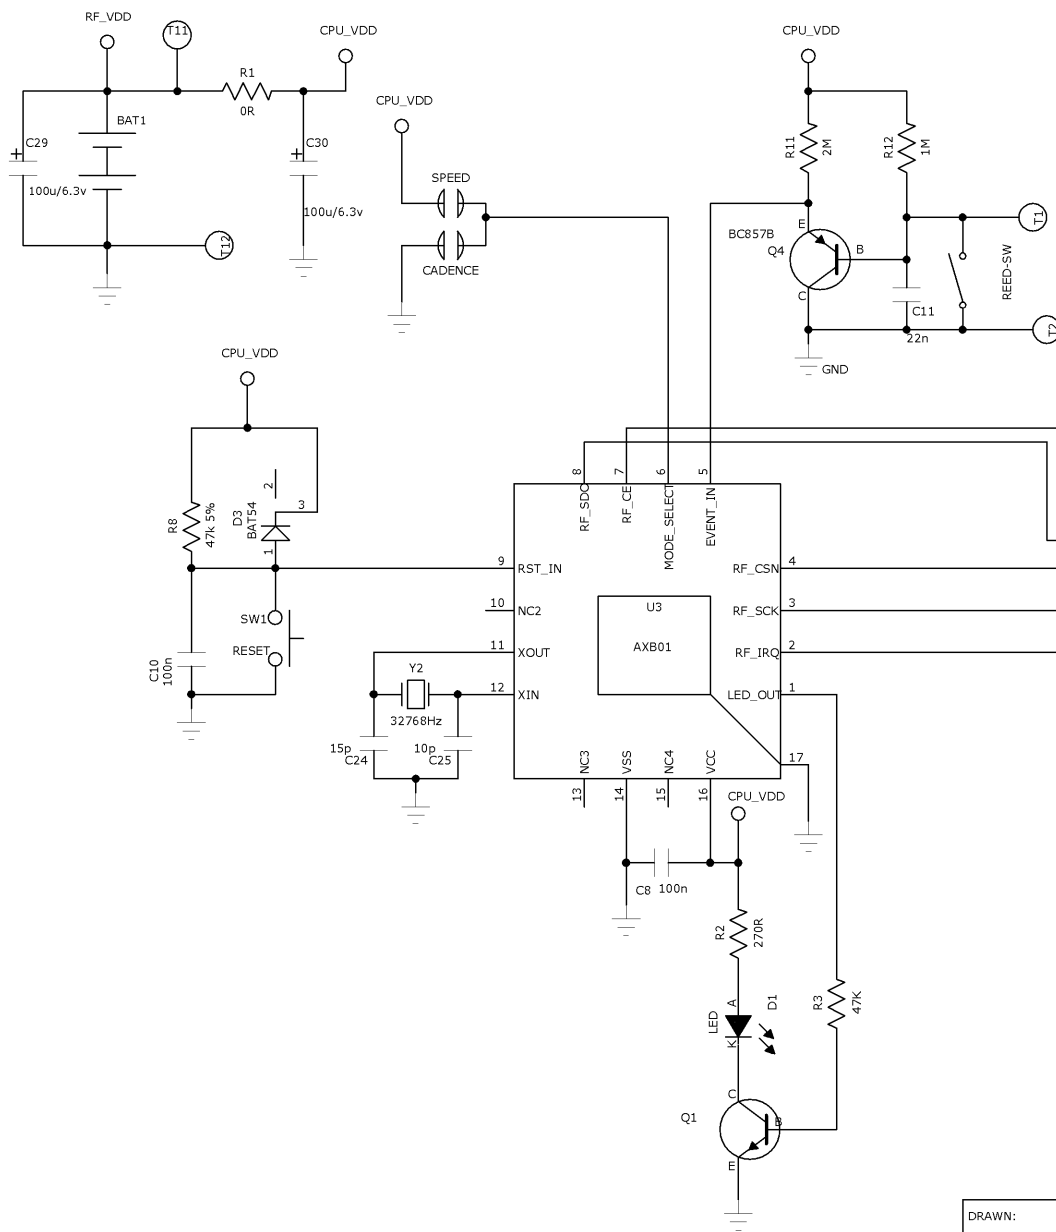 RF_VDD
T11
CPU_VDD
R1
0R
C29
+
BAT1
100u/6.3v
+
C30
100u/6.3v
T12
CPU_VDD
SPEED
CADENCE
CPU_VDD
R11
2M
R12
1M
E
BC857B
Q4
B
C
T1
REED-SW
C11
22n
T2
GND
CPU_VDD
R8
47k 5%
D3
BAT54
2
3
1
SW1
RESET
C10
100n
8
7
6
5
RF_SDO
RF_CE
MODE_SELECT
EVENT_IN
9
RST_IN
10
NC2
11
XOUT
12
XIN
RF_CSN
4
RF_SCK
3
RF_IRQ
2
LED_OUT
1
U3
AXB01
17
Y2
32768Hz
15p
C24
10p
C25
NC3
VSS
NC4
VCC
13
14
15
16
CPU_VDD
C8
100n
R2
270R
R3
47K
A
D1
LED
K
C
Q1
B
E
DRAWN: